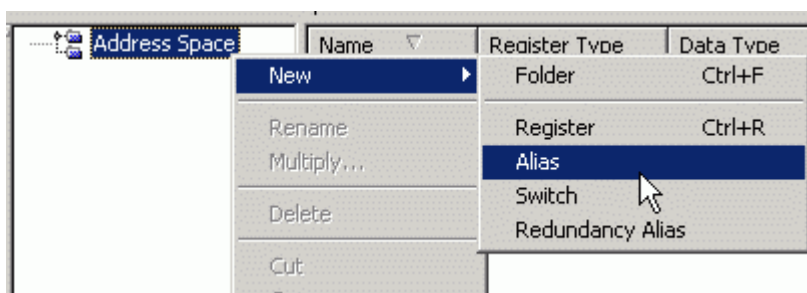 Address Space
Name
Register Type
Data Type
New
Folder Ctrl+F
Rename
Register Ctrl+R
Multiply...
Alias
Switch
Delete
Redundancy Alias
Cut